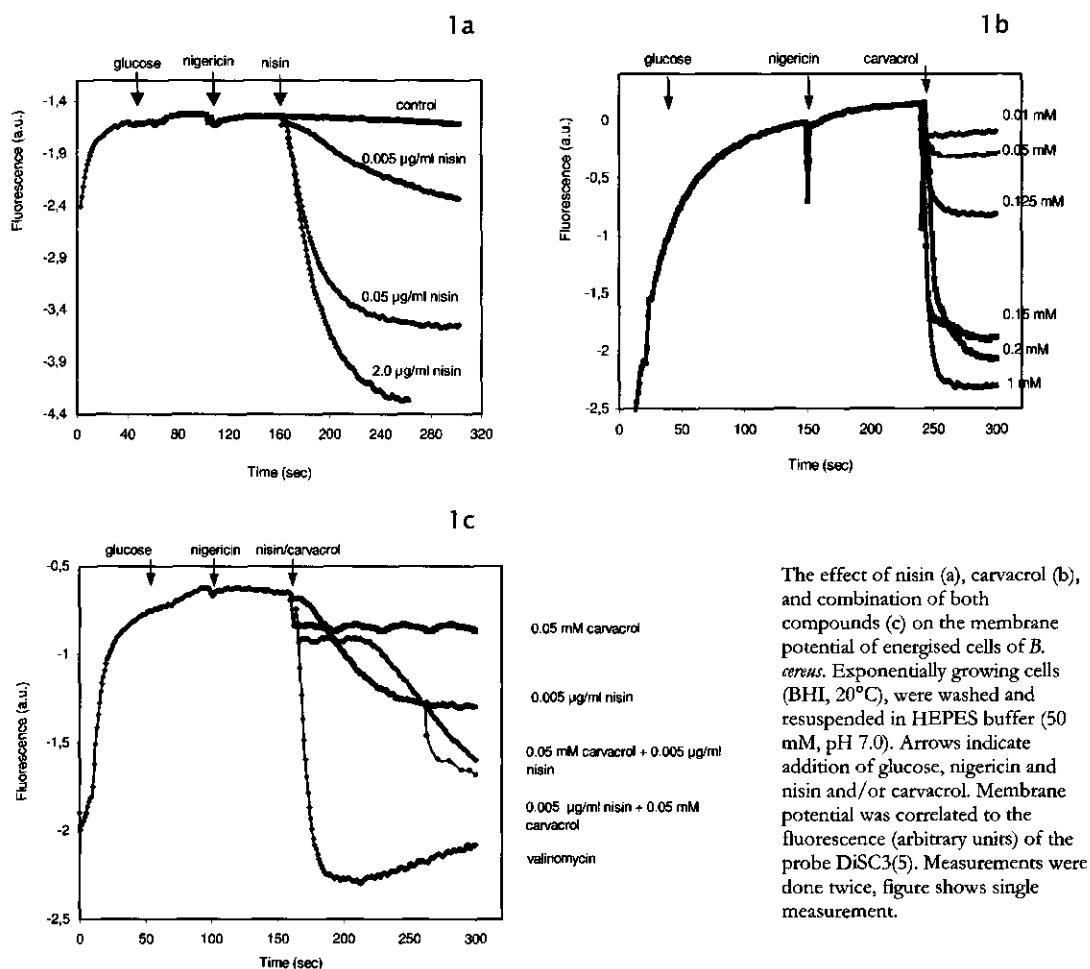 1a
glucose nigericin nisin
-1,4
-1,9
-2,4
-2,9
-3,4
-3,9
-4,4
Fluorescence (a.u.)
control
0.005 µg/ml nisin
0.05 µg/ml nisin
2.0 µg/ml nisin
0 40 80 120 160 200 240 280 320
Time (sec)
1b
glucose nigericin carvacrol
0
-0,5
-1
-1,5
-2
-2,5
Fluorescence (a.u.)
0.01 mM
0.05 mM
0.125 mM
0.15 mM
0.2 mM
1 mM
0 50 100 150 200 250 300
Time (sec)
1c
glucose nigericin nisin/carvacrol
-0,5
-1
-1,5
-2
-2,5
Fluorescence (a.u.)
0.05 mM carvacrol
0.005 µg/ml nisin
0.05 mM carvacrol + 0.005 µg/ml
nisin
0.005 µg/ml nisin + 0.05 mM
carvacrol
valinomycin
0 50 100 150 200 250 300
Time (sec)
The effect of nisin (a), carvacrol (b),
and combination of both
compounds (c) on the membrane
potential of energised cells of B.
cereus. Exponentially growing cells
(BHI, 20°C), were washed and
resuspended in HEPES buffer (50
mM, pH 7.0). Arrows indicate
addition of glucose, nigericin and
nisin and/or carvacrol. Membrane
potential was correlated to the
fluorescence (arbitrary units) of the
probe DiSC3(5). Measurements were
done twice, figure shows single
measurement.